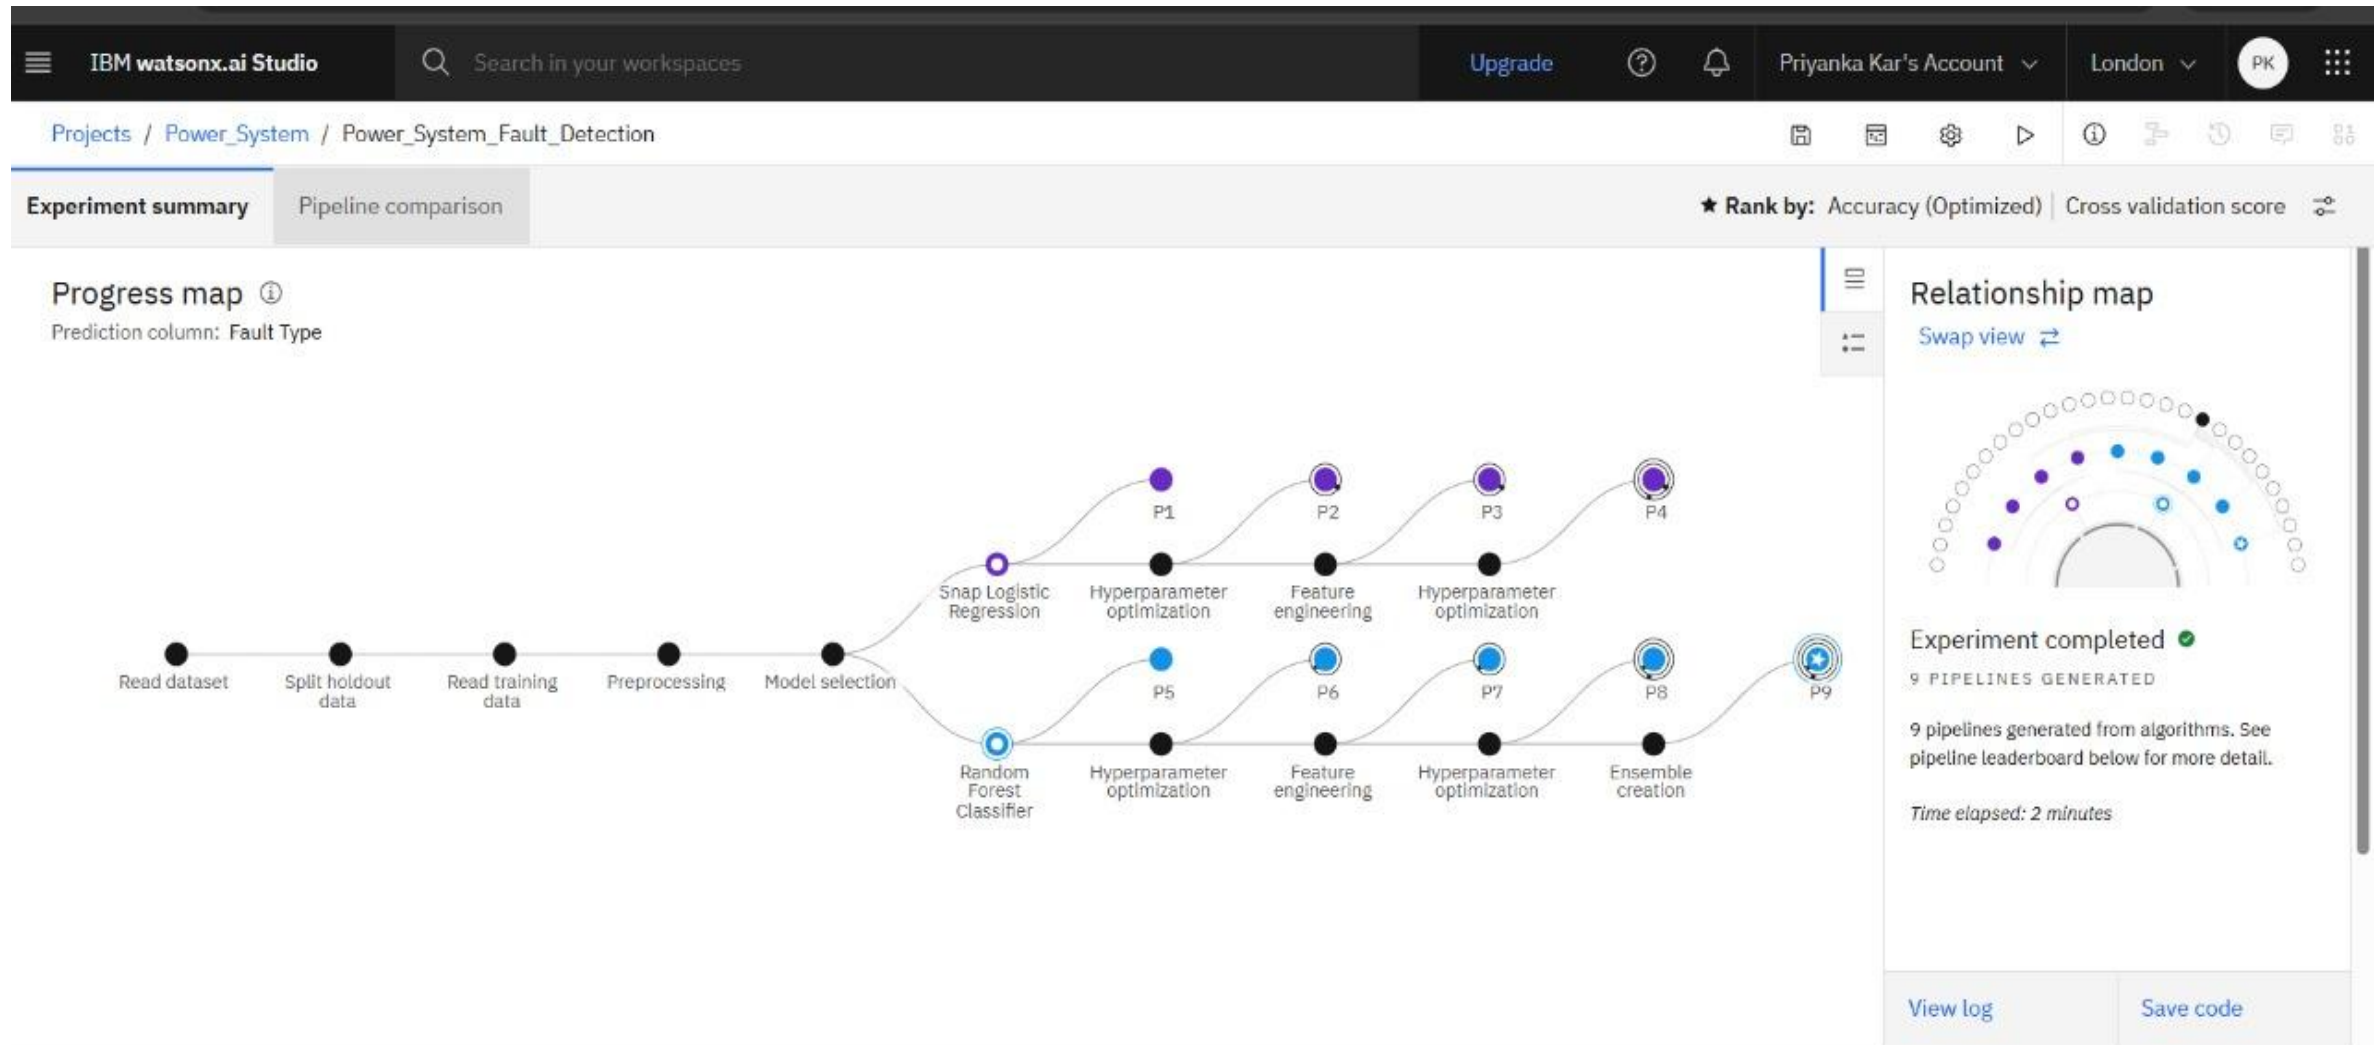 IBM watsonx.ai Studio
Search in your workspaces
Upgrade
Priyanka Kar's Account
London
PK
Projects / Power_System / Power_System_Fault_Detection
Experiment summary
Pipeline comparison
Rank by: Accuracy (Optimized) | Cross validation score
Progress map
Prediction column: Fault Type
P1
P2
P3
P4
Snap Logistic
Regression
Hyperparameter
optimization
Feature
engineering
Hyperparameter
optimization
Read dataset
Split holdout
data
Read training
data
Preprocessing
Model selection
P5
P6
P7
P8
P9
Random
Forest
Classifier
Hyperparameter
optimization
Feature
engineering
Hyperparameter
optimization
Ensemble
creation
Relationship map
Swap view
Experiment completed
9 PIPELINES GENERATED
9 pipelines generated from algorithms. See
pipeline leaderboard below for more detail.
Time elapsed: 2 minutes
View log
Save code